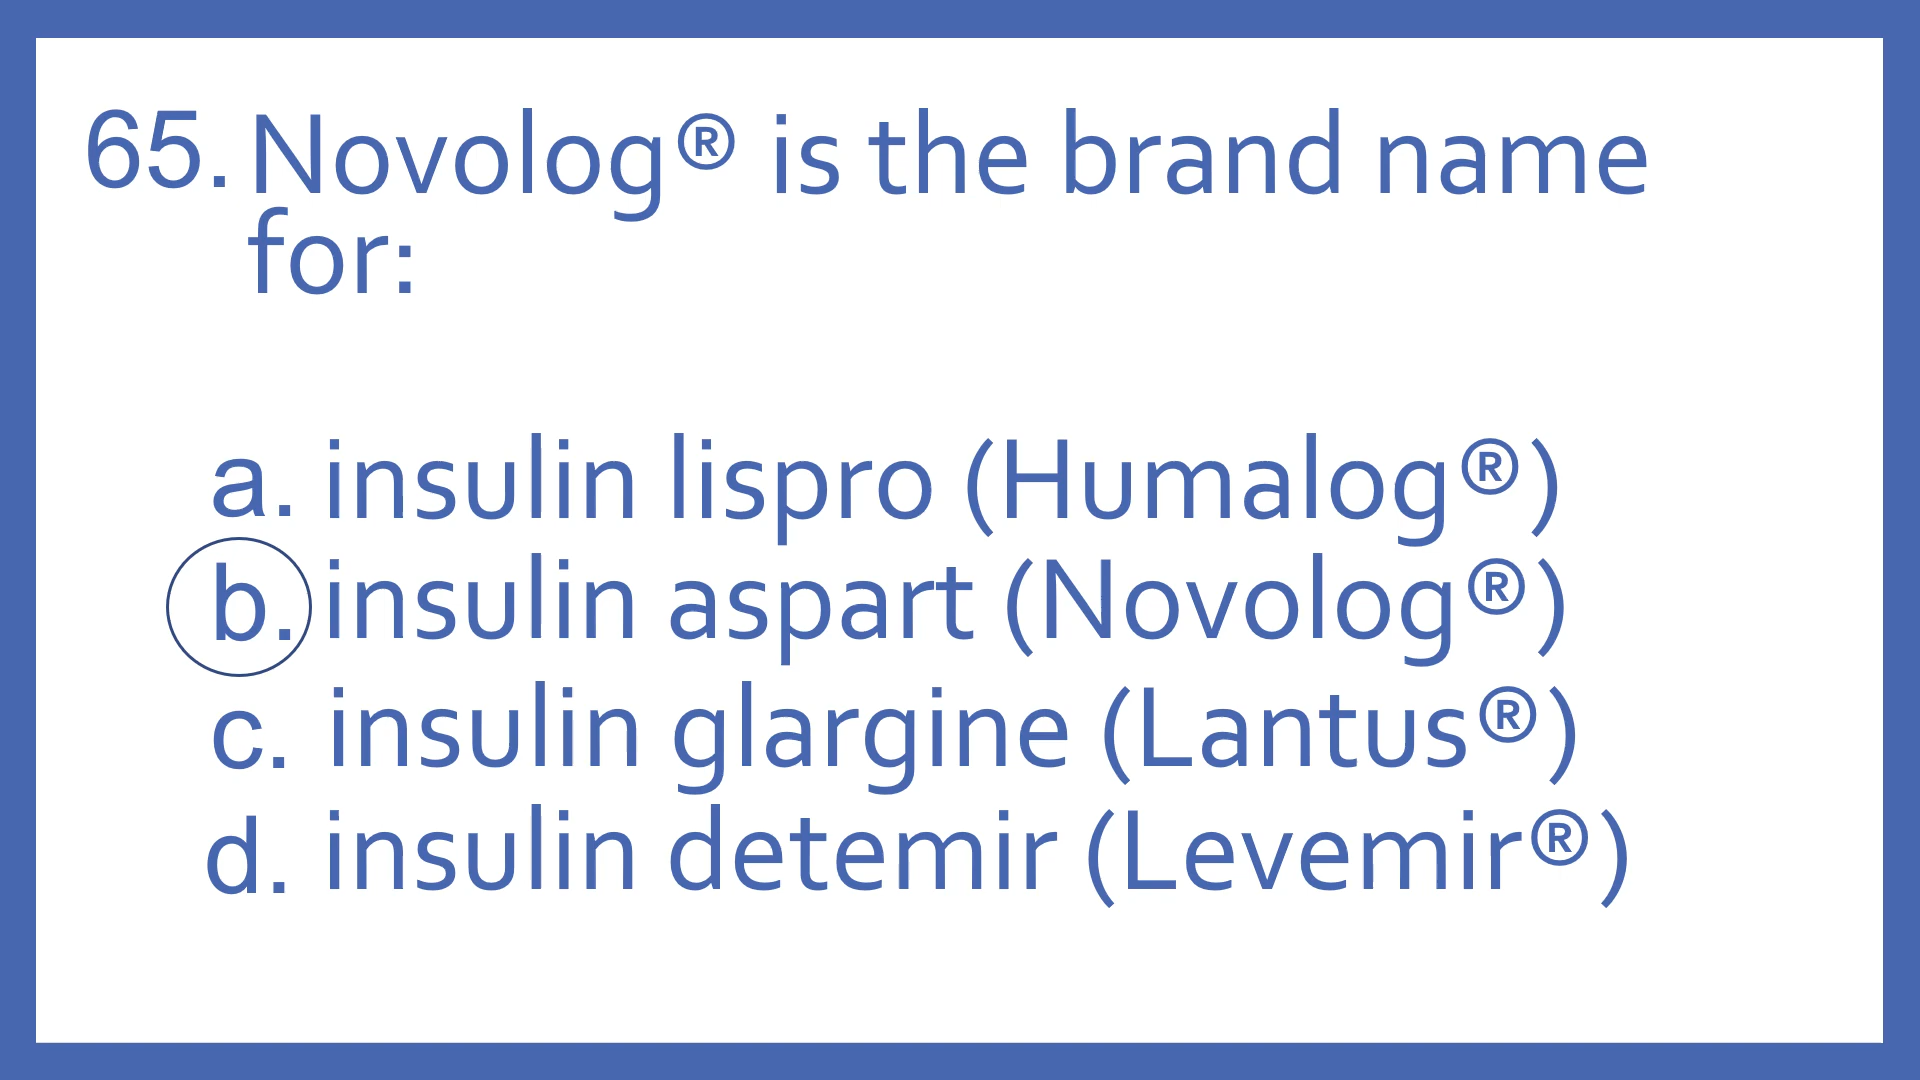 65. Novolog® is the brand name
for:
a. insulin lispro (Humalog®)
b. insulin aspart (Novolog®)
c. insulin glargine (Lantus®)
d. insulin detemir (Levemir®)